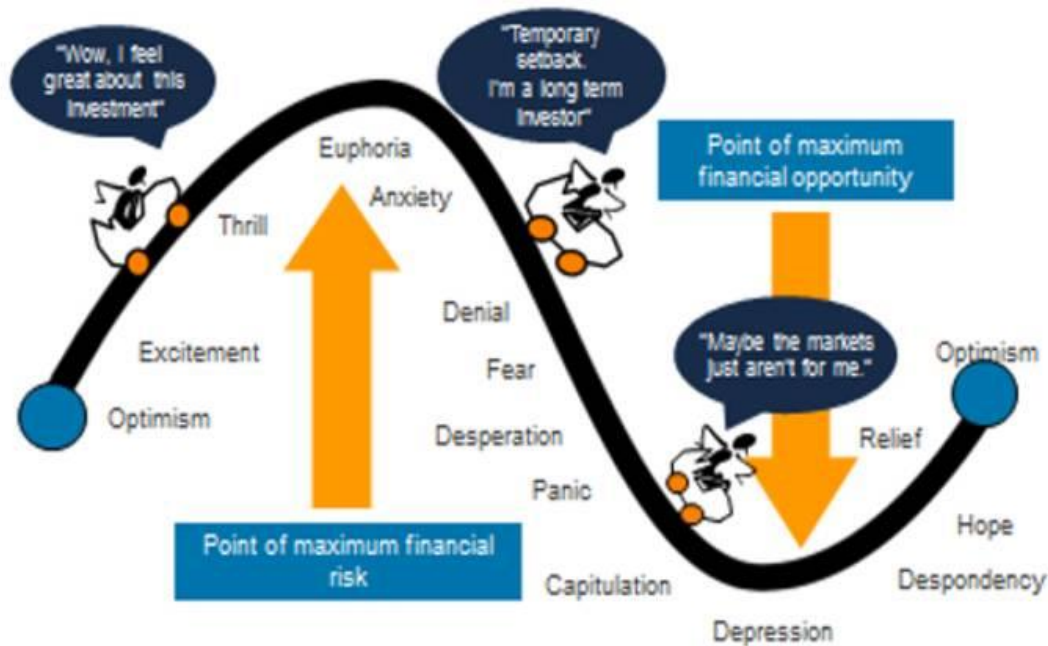 "Wow, I feel
great about this
investment"
"Temporary
setback.
I'm a long term
investor"
Point of maximum
financial opportunity
Euphoria
Anxiety
Thrill
Denial
Excitement
Fear
"Maybe the markets
just aren't for me."
Optimism
Optimism
Desperation
Relief
Panic
Point of maximum financial
risk
Hope
Capitulation
Despondency
Depression